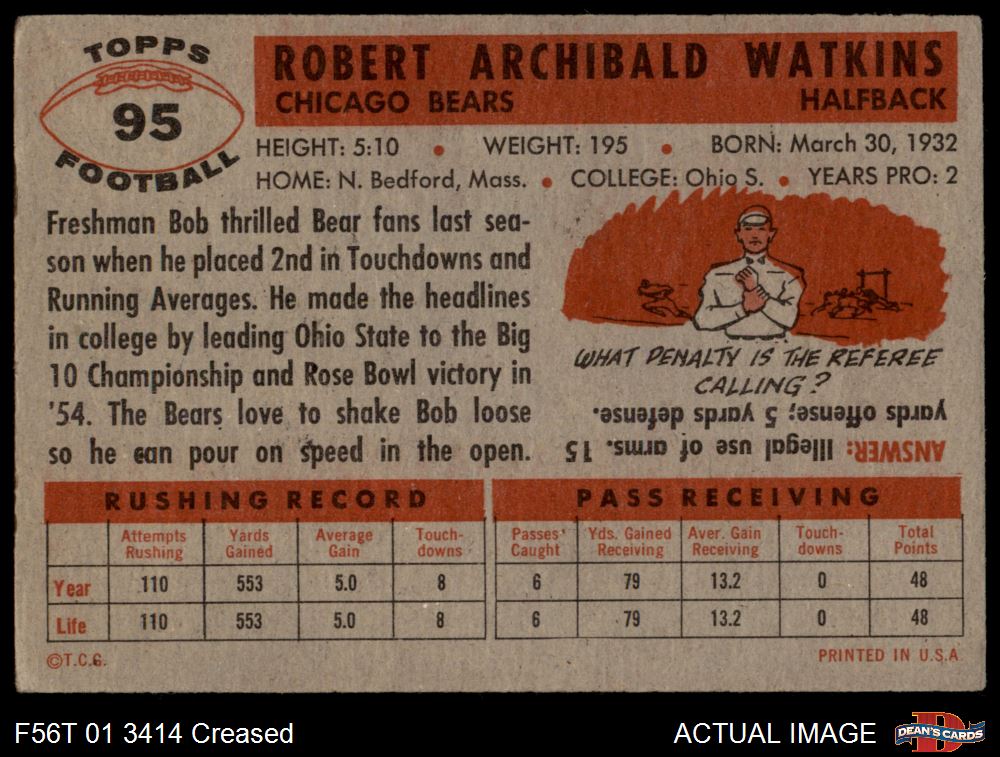 TOPPS
95
FOOTBALL
ROBERT ARCHIBALD WATKINS
CHICAGO BEARS HALFBACK
HEIGHT: 5:10 • WEIGHT: 195 • BORN: March 30, 1932
HOME: N. Bedford, Mass. • COLLEGE: Ohio S. • YEARS PRO: 2
Freshman Bob thrilled Bear fans last sea-
son when he placed 2nd in Touchdowns and
Running Averages. He made the headlines
in college by leading Ohio State to the Big
10 Championship and Rose Bowl victory in
'54. The Bears love to shake Bob loose
so he can pour on speed in the open.
WHAT PENALTY IS THE REFEREE
CALLING?
ANSWER: Illegal use of arms. 15
yards offense; 5 yards defense.
RUSHING RECORD
Attempts Rushing Yards Gained Average Gain Touch-downs
Year 110 553 5.0 8
Life 110 553 5.0 8
PASS RECEIVING
Passes' Caught Yds. Gained Receiving Aver. Gain Receiving Touch-downs Total Points
6 79 13.2 0 48
6 79 13.2 0 48
©T.C.G. PRINTED IN U.S.A.
F56T 01 3414 Creased ACTUAL IMAGE
D
DEAN'S CARDS